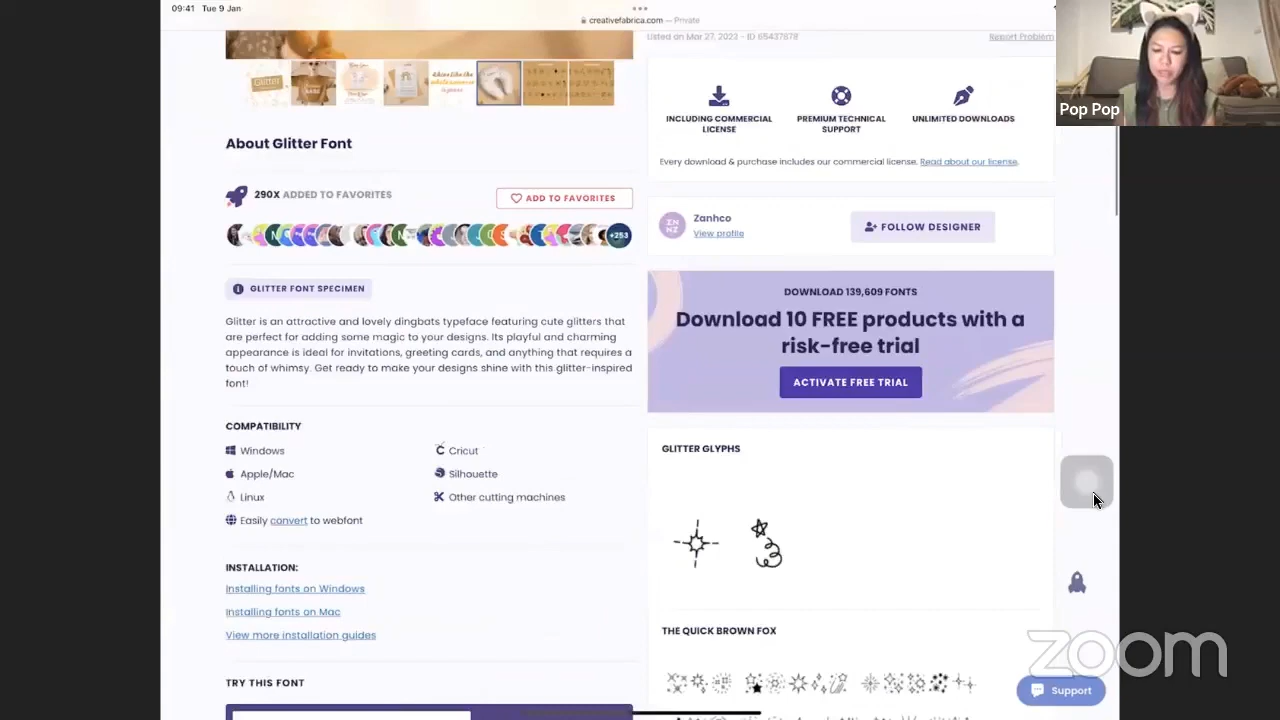 09:41 Tue 9 Jan
creativefabrica.com — Private
Listed on Mar 27, 2023 - ID 65437878
Report Problem
Glitter
About Glitter Font
290X ADDED TO FAVORITES
ADD TO FAVORITES
+253
GLITTER FONT SPECIMEN
Glitter is an attractive and lovely dingbats typeface featuring cute glitters that
are perfect for adding some magic to your designs. Its playful and charming
appearance is ideal for invitations, greeting cards, and anything that requires a
touch of whimsy. Get ready to make your designs shine with this glitter-inspired
font!
COMPATIBILITY
Windows
Cricut
Apple/Mac
Silhouette
Linux
Other cutting machines
Easily convert to webfont
INSTALLATION:
Installing fonts on Windows
Installing fonts on Mac
View more installation guides
TRY THIS FONT
INCLUDING COMMERCIAL
LICENSE
PREMIUM TECHNICAL
SUPPORT
UNLIMITED DOWNLOADS
Every download & purchase includes our commercial license. Read about our license.
Zanhco
View profile
FOLLOW DESIGNER
DOWNLOAD 139,609 FONTS
Download 10 FREE products with a
risk-free trial
ACTIVATE FREE TRIAL
GLITTER GLYPHS
THE QUICK BROWN FOX
Support
Pop Pop
zoom